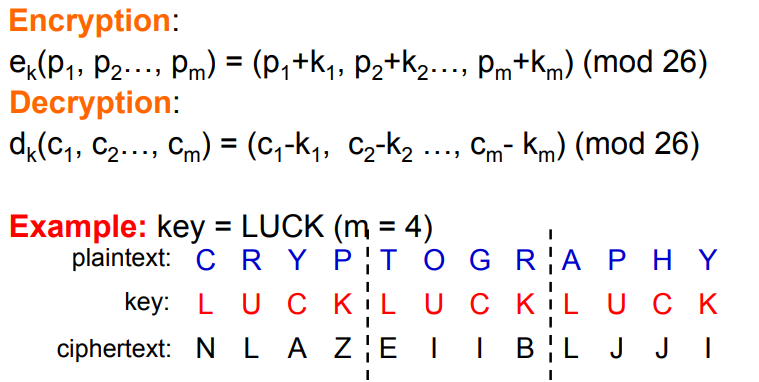 Encryption:
eₖ(p₁, p₂..., pₘ) = (p₁+k₁, p₂+k₂..., pₘ+kₘ) (mod 26)
Decryption:
dₖ(c₁, c₂..., cₘ) = (c₁-k₁, c₂-k₂ ..., cₘ- kₘ) (mod 26)
Example: key = LUCK (m = 4)
plaintext: C R Y P T O G R A P H Y
key: L U C K L U C K L U C K
ciphertext: N L A Z E I I B L J J I